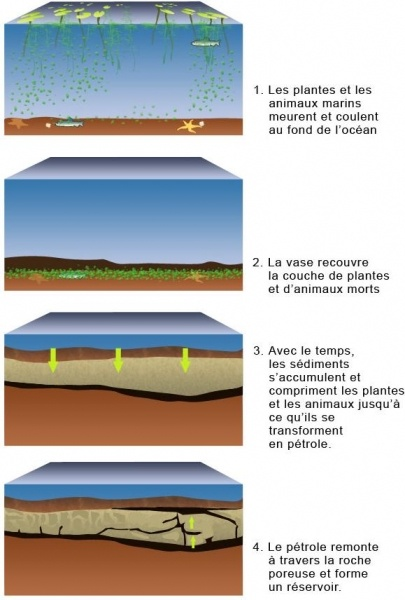 1. Les plantes et les
animaux marins
meurent et coulent
au fond de l'océan
2. La vase recouvre
la couche de plantes
et d'animaux morts
3. Avec le temps,
les sédiments
s'accumulent et
compriment les plantes
et les animaux jusqu'à
ce qu'ils se
transforment
en pétrole.
4. Le pétrole remonte
à travers la roche
poreuse et forme
un réservoir.